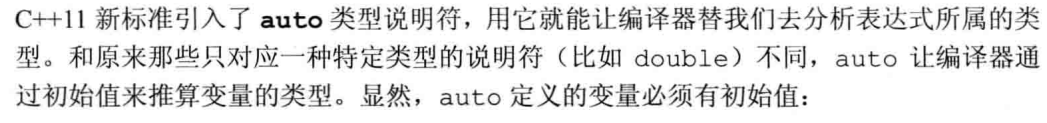 C++11 新标准引入了 auto 类型说明符，用它就能让编译器替我们去分析表达式所属的类
型。和原来那些只对应一种特定类型的说明符（比如 double）不同，auto 让编译器通
过初始值来推算变量的类型。显然，auto 定义的变量必须有初始值：